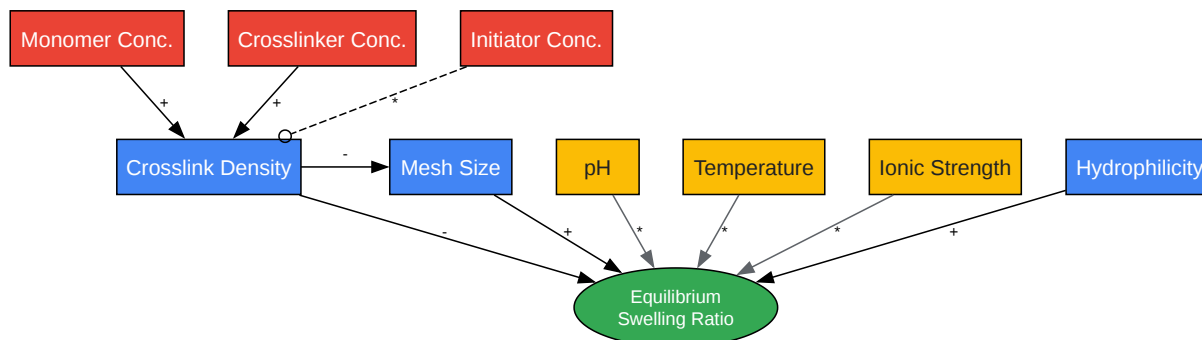 Monomer Conc.
Crosslinker Conc.
Initiator Conc.
+
+
*
Crosslink Density
-
Mesh Size
pH
Temperature
Ionic Strength
Hydrophilicity
-
+
*
*
*
+
Equilibrium
Swelling Ratio